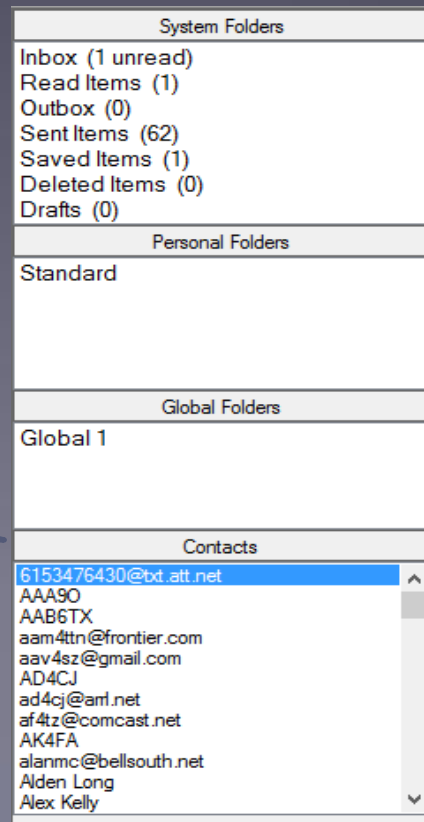 System Folders
Inbox (1 unread)
Read Items (1)
Outbox (0)
Sent Items (62)
Saved Items (1)
Deleted Items (0)
Drafts (0)
Personal Folders
Standard
Global Folders
Global 1
Contacts
6153476430@txt.att.net
AAA9O
AAB6TX
aam4ttn@frontier.com
aav4sz@gmail.com
AD4CJ
ad4cj@arrl.net
af4tz@comcast.net
AK4FA
alanmc@bellsouth.net
Alden Long
Alex Kelly